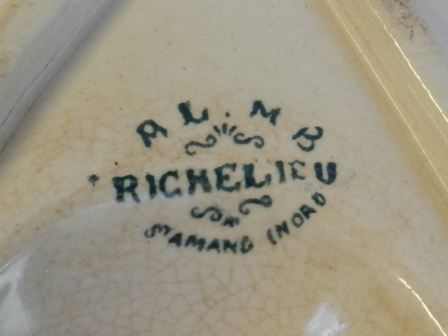 A L. M B
RICHELIEU
ST AMAND (NORD